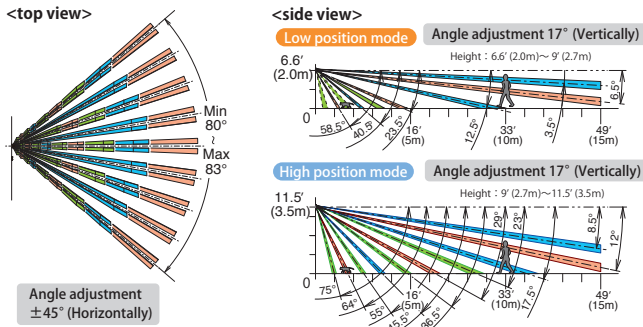 <top view>
Min
80°
~
Max
83°
Angle adjustment
±45° (Horizontally)
<side view>
Low position mode
Angle adjustment 17° (Vertically)
Height：6.6' (2.0m)～ 9' (2.7m)
6.6'
(2.0m)
0
58.5°
40.5°
23.5°
12.5°
3.5°
6.5°
16'
(5m)
33'
(10m)
49'
(15m)
High position mode
Angle adjustment 17° (Vertically)
Height：9' (2.7m)～11.5' (3.5m)
11.5'
(3.5m)
29°
23°
8.5°
12°
0
75°
64°
55°
45.5°
36.5°
17.5°
16'
(5m)
33'
(10m)
49'
(15m)